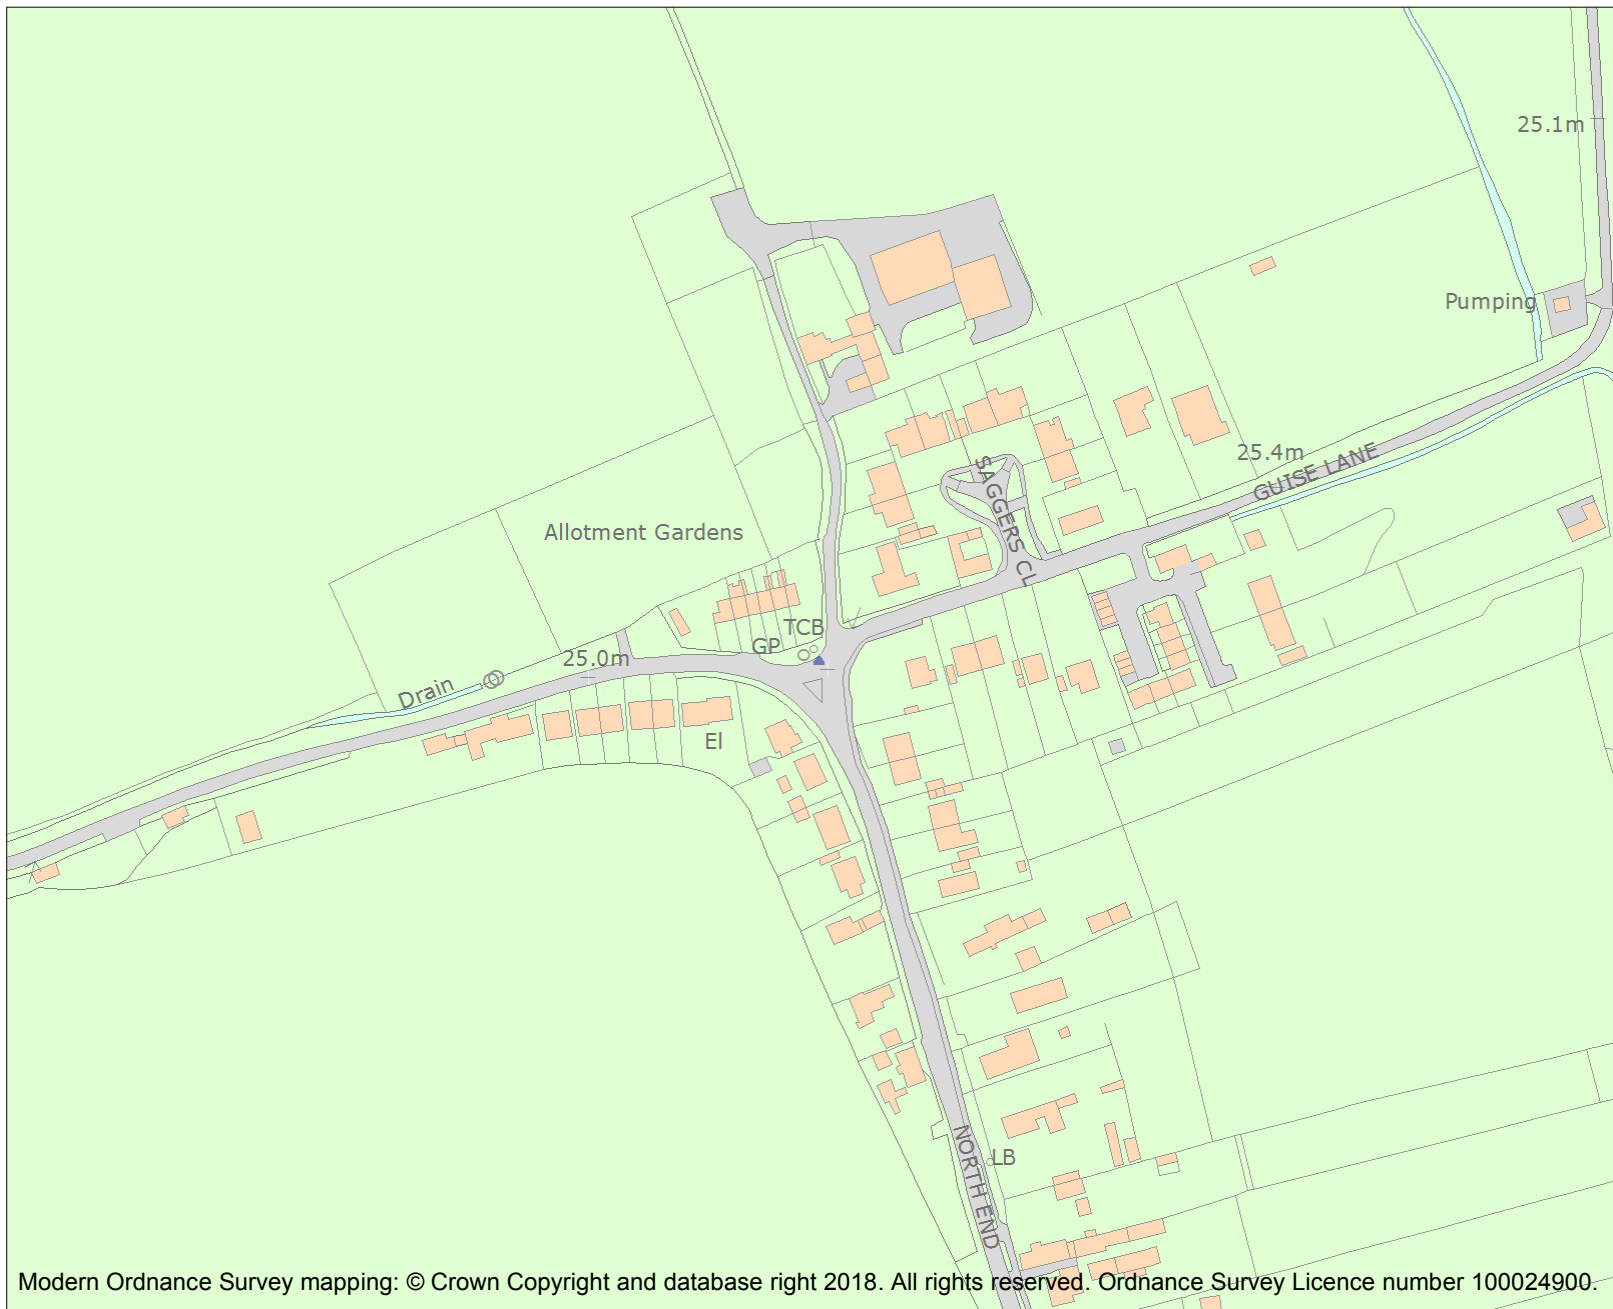 25.1m
Pumping
25.4m
GUISE LANE
SAGGERS CL
Allotment Gardens
TCB
GP
25.0m
Drain
El
NORTH END
LB
Modern Ordnance Survey mapping: © Crown Copyright and database right 2018. All rights reserved. Ordnance Survey Licence number 100024900.